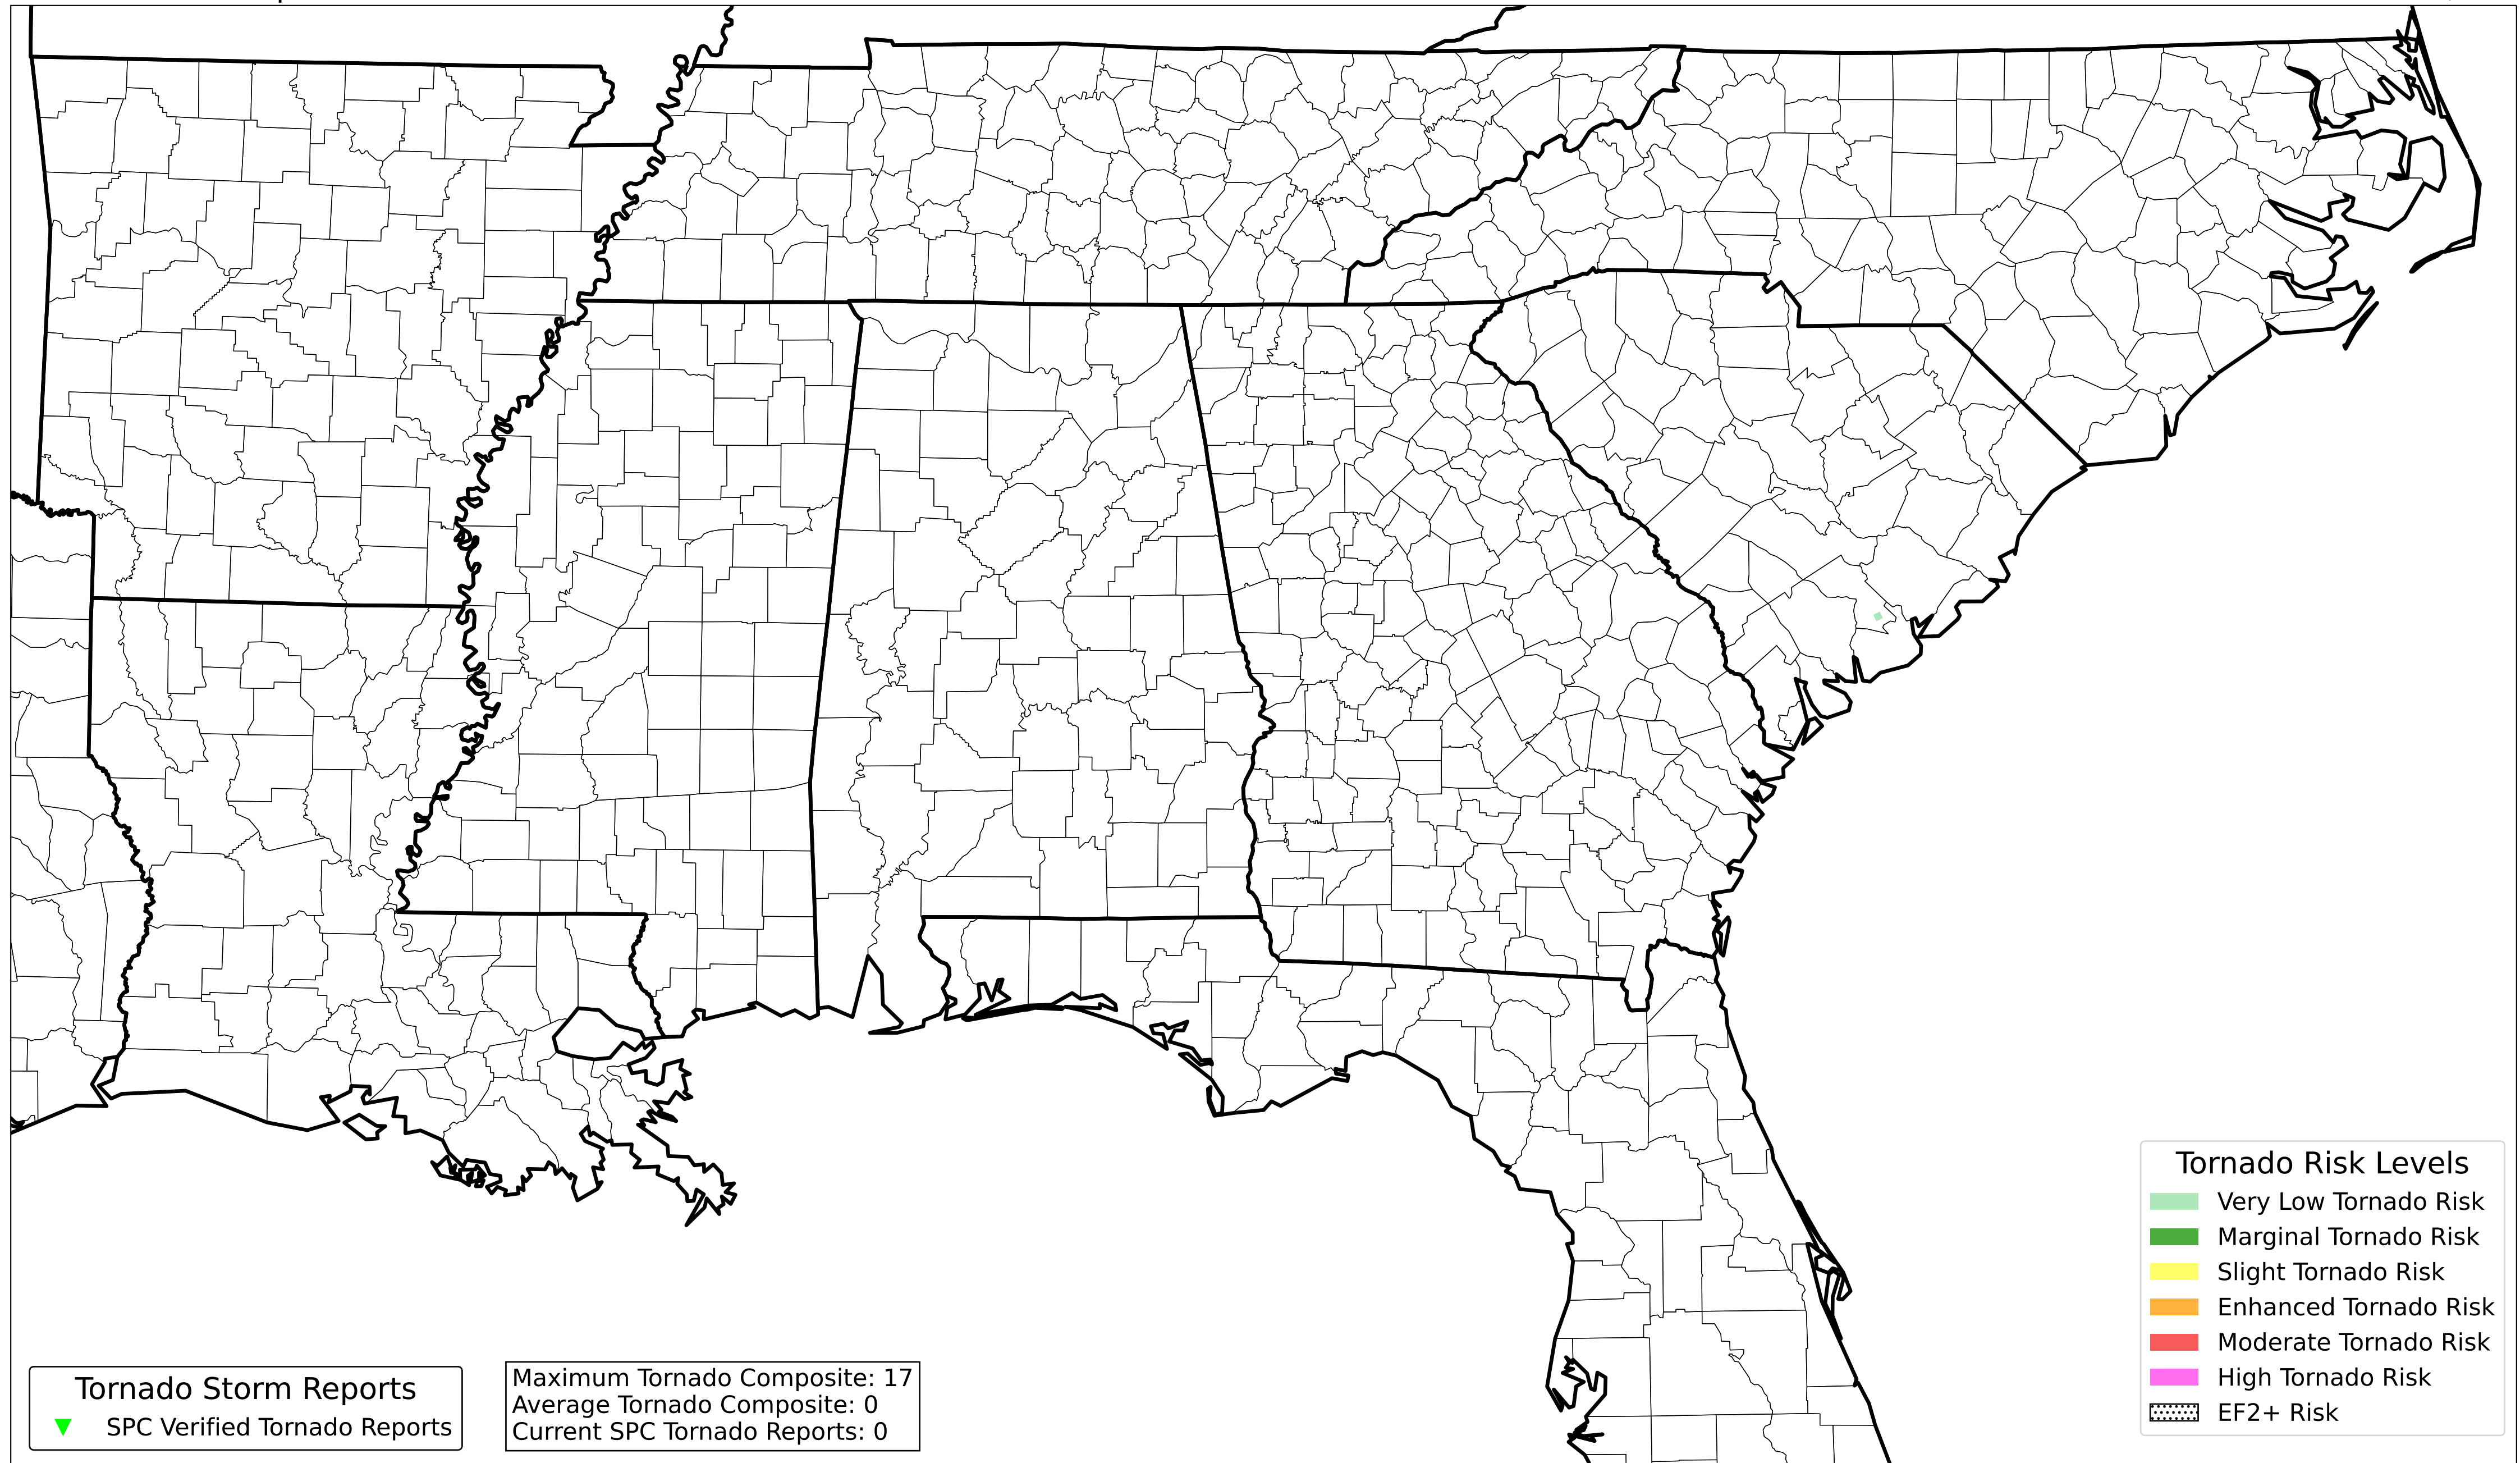 Tornado Risk Levels
Very Low Tornado Risk
Marginal Tornado Risk
Slight Tornado Risk
Enhanced Tornado Risk
Moderate Tornado Risk
High Tornado Risk
EF2+ Risk
Tornado Storm Reports
SPC Verified Tornado Reports
Maximum Tornado Composite: 17
Average Tornado Composite: 0
Current SPC Tornado Reports: 0